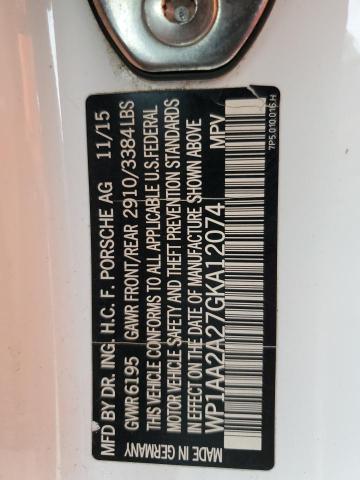 MFD BY DR. ING. H.C. F. PORSCHE AG 11/15
GWVR 6195 GAWR FRONT/REAR 2910/3384 LBS
THIS VEHICLE CONFORMS TO ALL APPLICABLE U.S. FEDERAL
MOTOR VEHICLE SAFETY AND THEFT PREVENTION STANDARDS
IN EFFECT ON THE DATE OF MANUFACTURE SHOWN ABOVE
WP1AA2A27GKA12074 MPV
MADE IN GERMANY
7P5.010.016.H